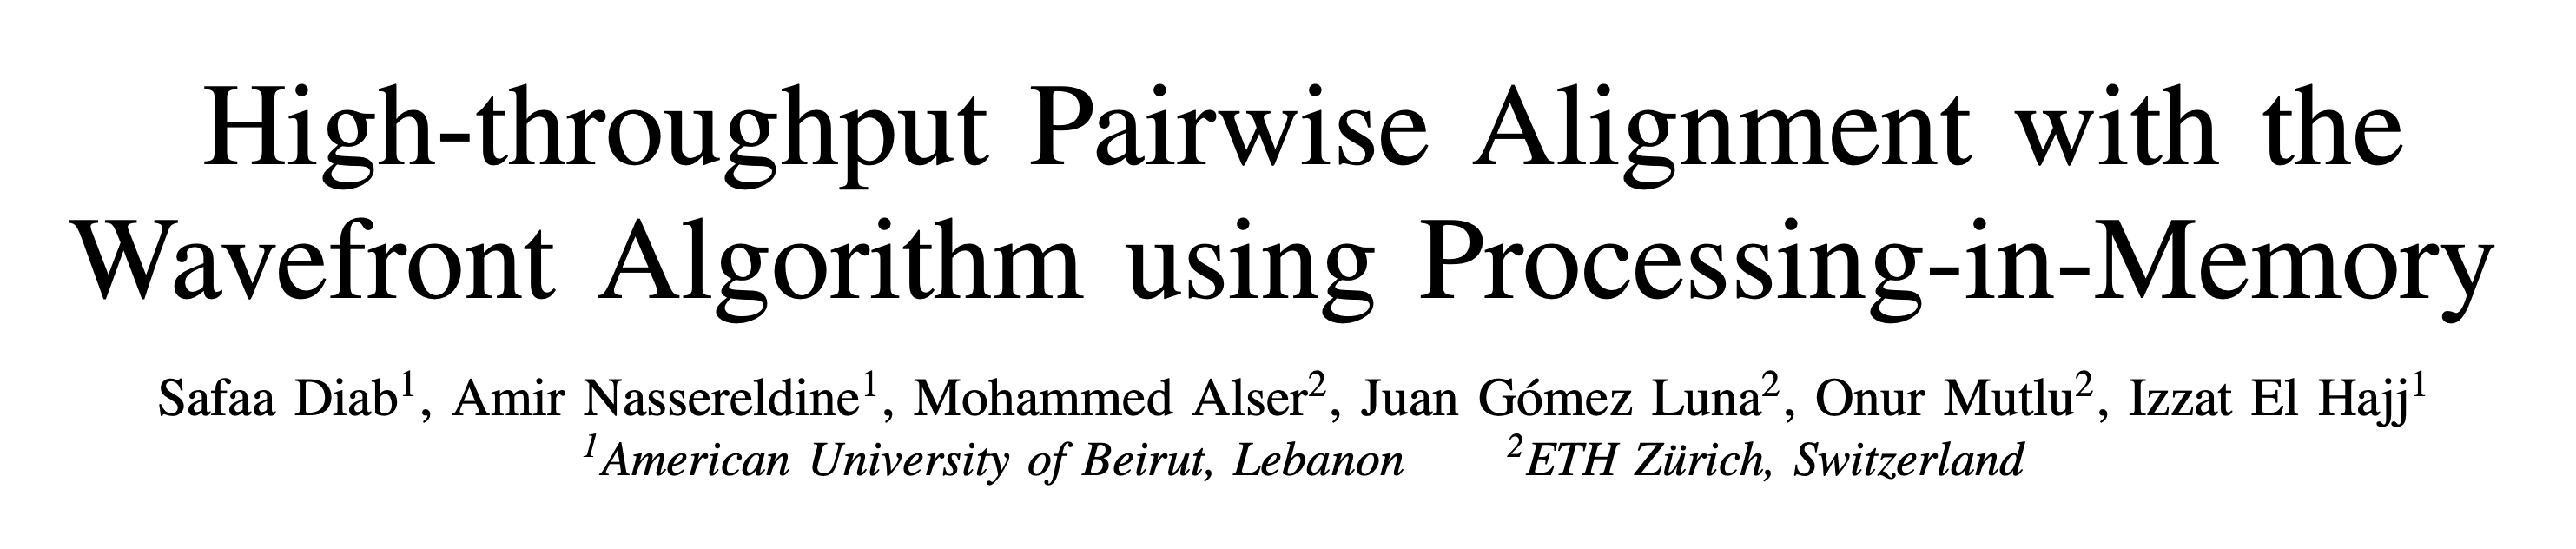 High-throughput Pairwise Alignment with the
Wavefront Algorithm using Processing-in-Memory
Safaa Diab¹, Amir Nassereldine¹, Mohammed Alser², Juan Gómez Luna², Onur Mutlu², Izzat El Hajj¹
¹American University of Beirut, Lebanon ²ETH Zürich, Switzerland